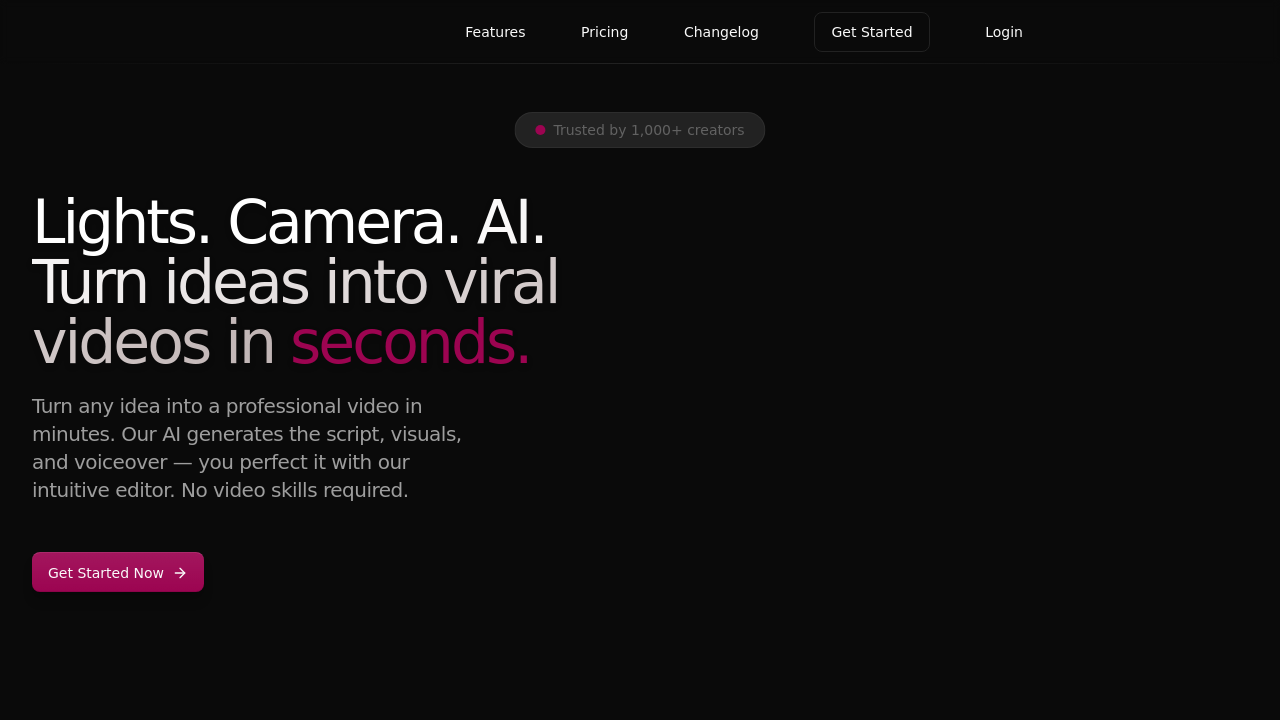 Features
Pricing
Changelog
Get Started
Login
Trusted by 1,000+ creators
Lights. Camera. AI.
Turn ideas into viral
videos in seconds.
Turn any idea into a professional video in
minutes. Our AI generates the script, visuals,
and voiceover — you perfect it with our
intuitive editor. No video skills required.
Get Started Now